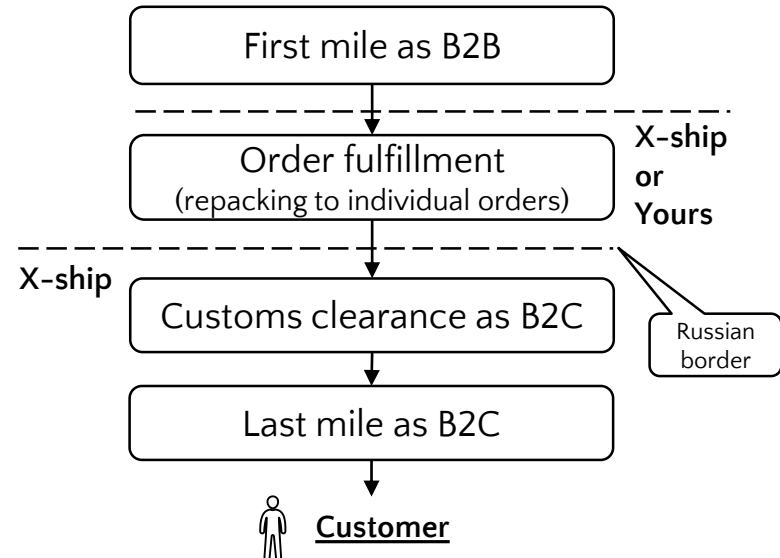 First mile as B2B
Order fulfillment
(repacking to individual orders)
X-ship
or
Yours
X-ship
Customs clearance as B2C
Russian
border
Last mile as B2C
Customer